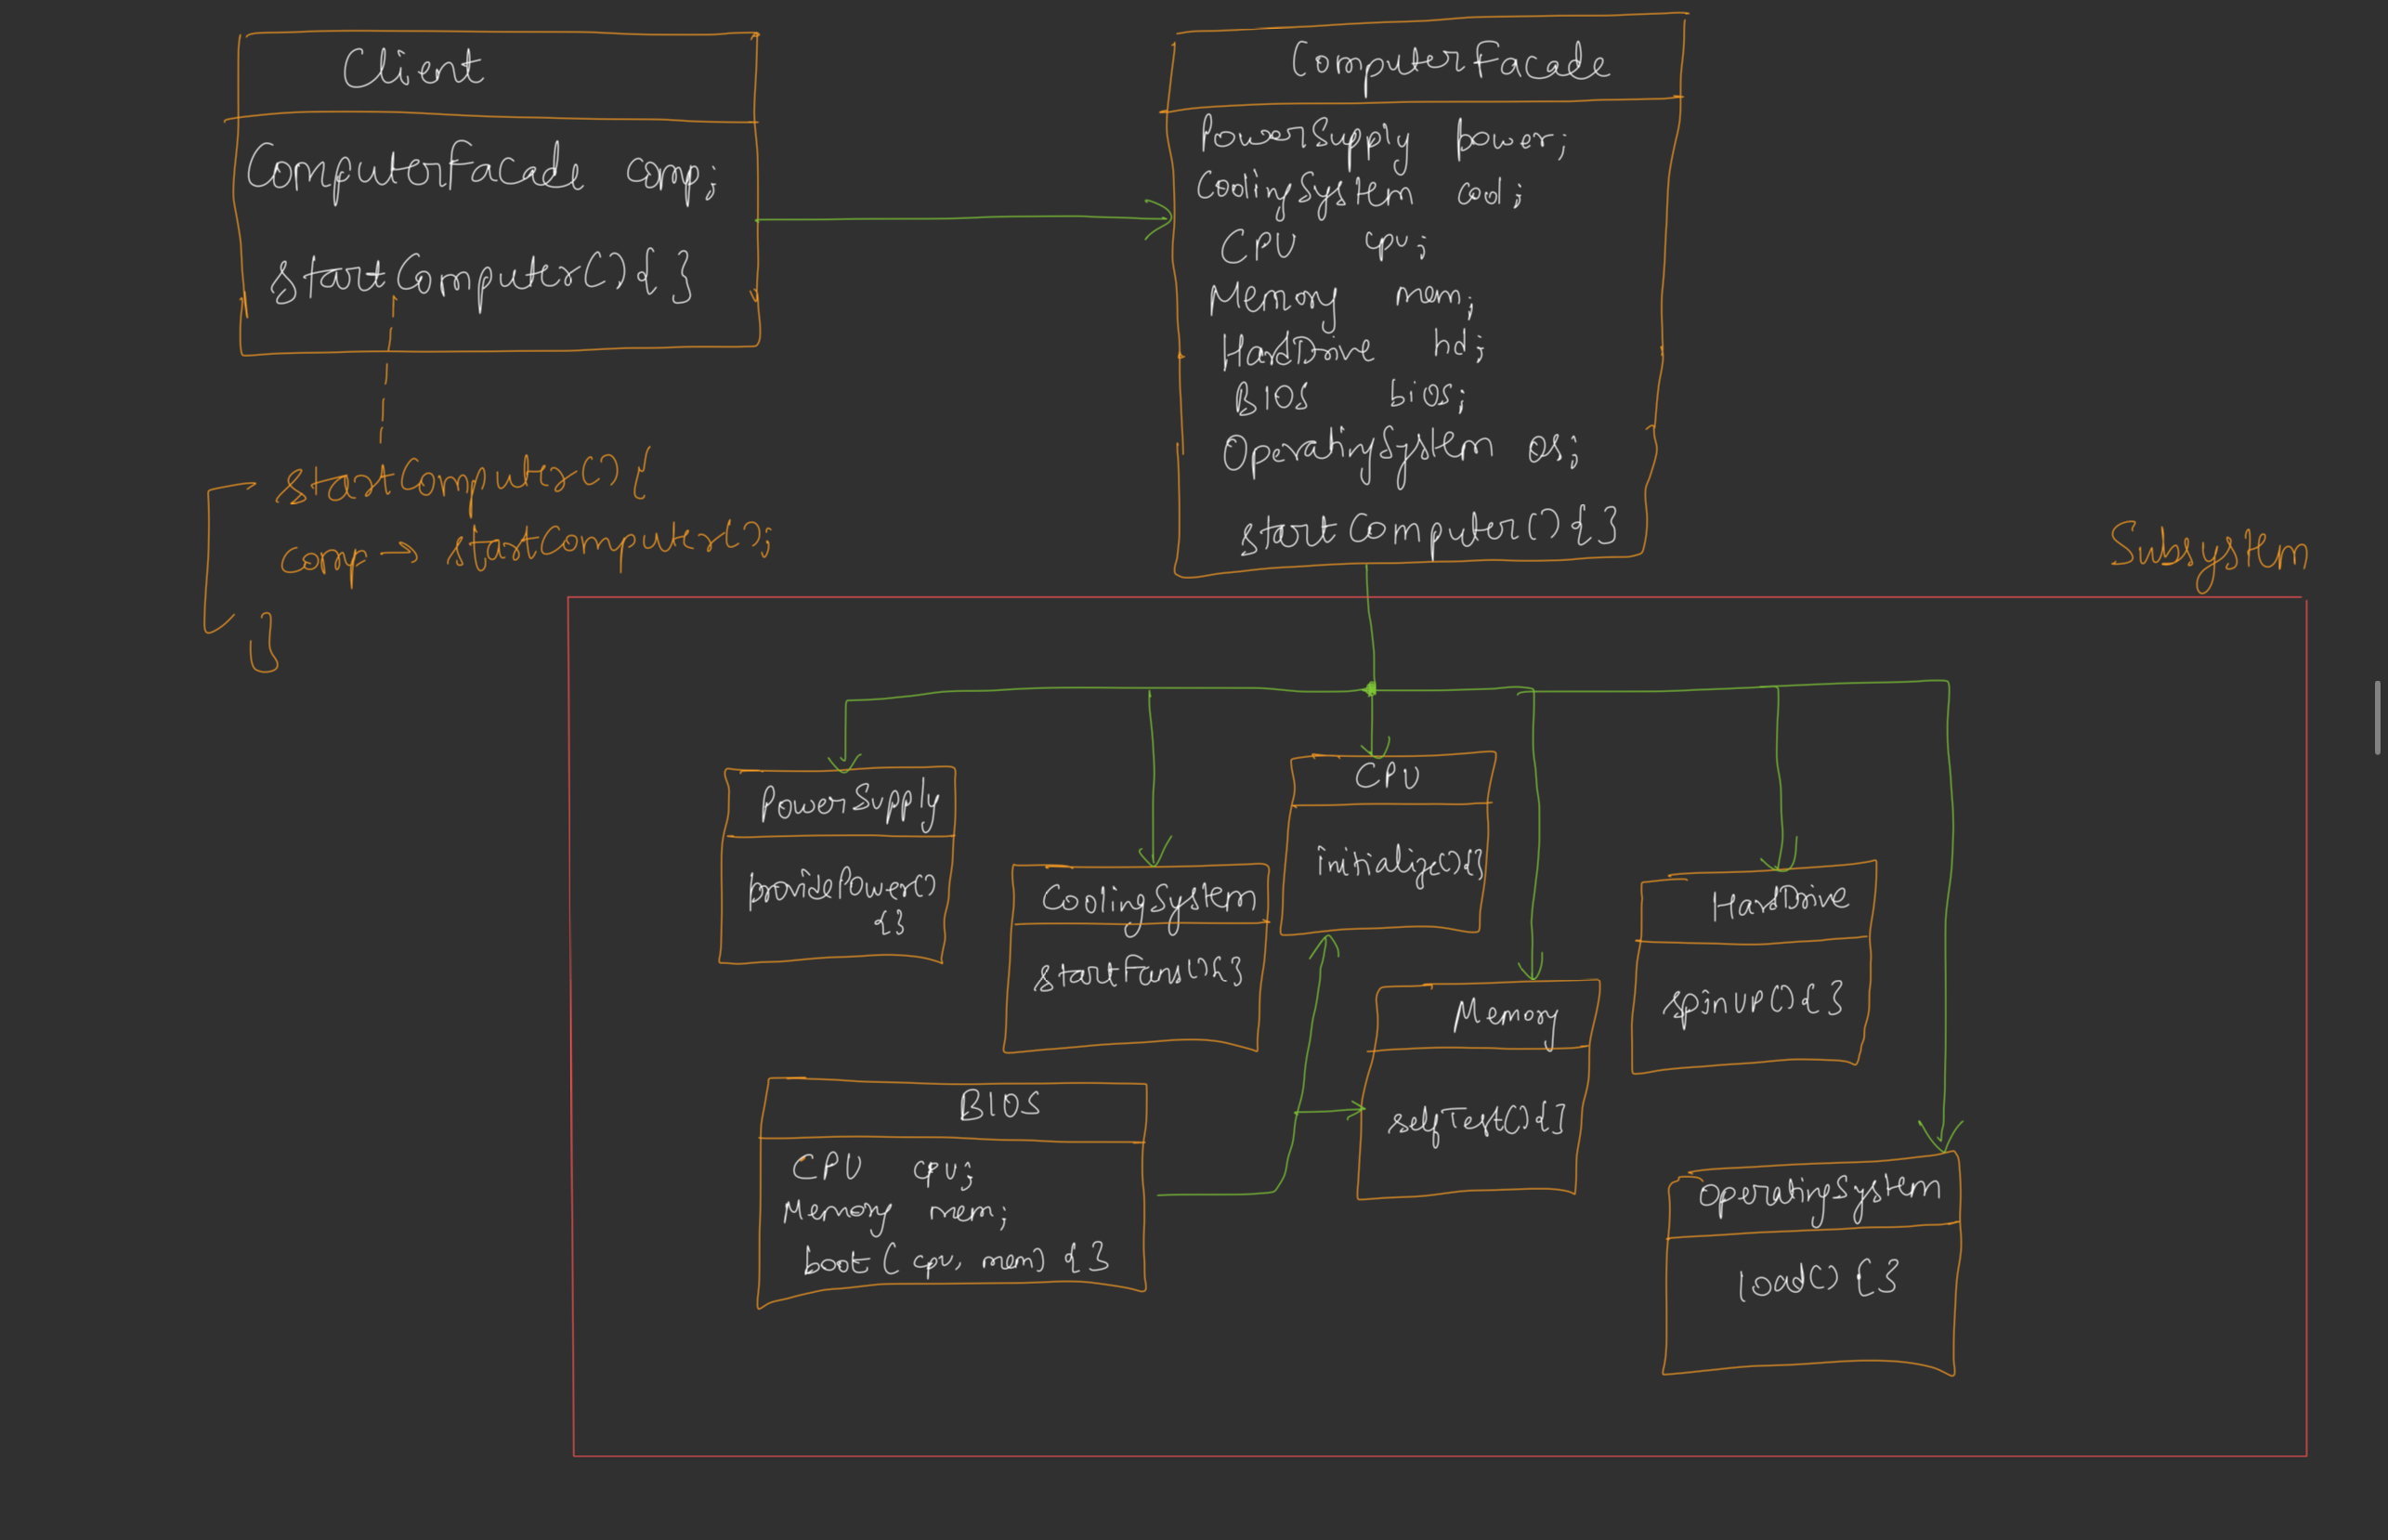 Client
ComputerFacade comp;
startComputer(){ }
startComputer(){
comp→ startComputer();
}
ComputerFacade
PowerSupply power;
CoolingSystem cool;
CPU cpu;
Memory mem;
HardDrive hd;
BIOS bios;
OperatingSystem os;
startComputer(){ }
Subsystem
PowerSupply
providePower()
{}
CoolingSystem
startFans(){}
CPU
initialize(){}
Memory
selfTest(){}
HardDrive
spinUP(){ }
BIOS
CPU cpu;
Memory mem;
boot ( cpu, mem) { }
OperatingSystem
load() { }